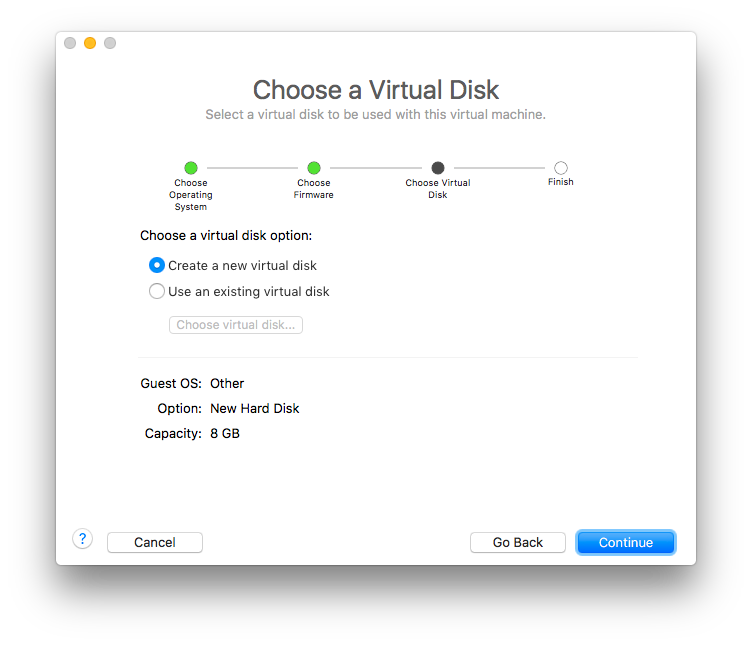 Choose a Virtual Disk
Select a virtual disk to be used with this virtual machine.
Choose
Operating
System
Choose
Firmware
Choose Virtual
Disk
Finish
Choose a virtual disk option:
Create a new virtual disk
Use an existing virtual disk
Choose virtual disk...
Guest OS: Other
Option: New Hard Disk
Capacity: 8 GB
? Cancel Go Back Continue